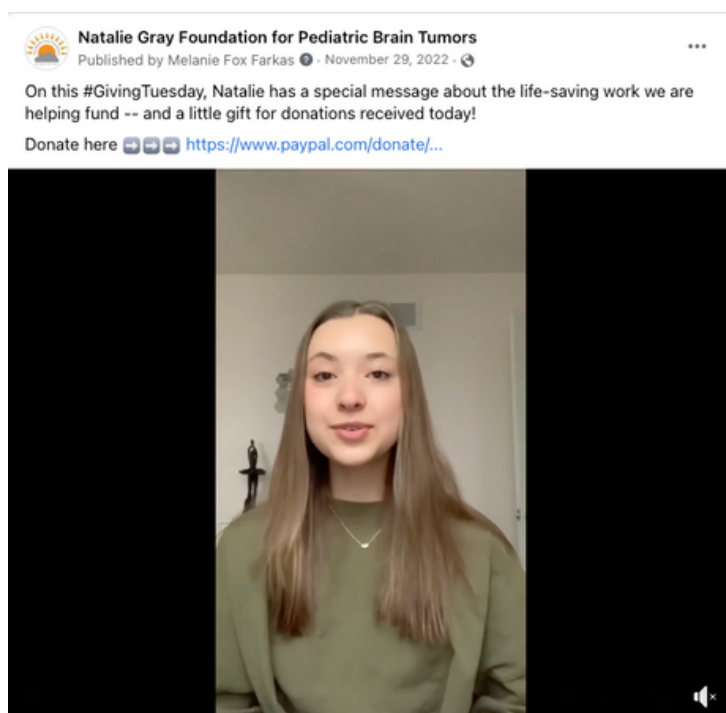 Natalie Gray Foundation for Pediatric Brain Tumors
Published by Melanie Fox Farkas · November 29, 2022 ·
On this #GivingTuesday, Natalie has a special message about the life-saving work we are
helping fund -- and a little gift for donations received today!
Donate here ➡➡➡ https://www.paypal.com/donate/...